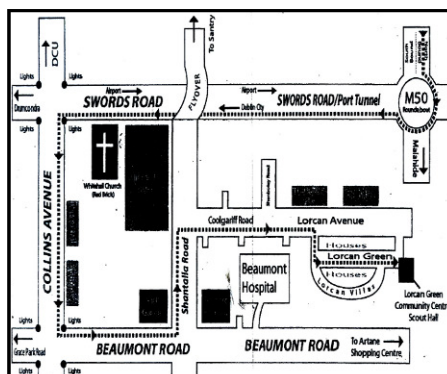 To Santry
DCU
Lights
Lights
Airport
Airport
FLYOVER
Drumcondra
SWORDS ROAD
Dublin City
SWORDS ROAD/Port Tunnel
M50
Roundabout
Lights
Lights
Malahide
Whitehall Church
(Red Brick)
COLLINS AVENUE
Coolgariff Road
Lorcan Avenue
Shantalla Road
Houses
Lorcan Green
Houses
Lorcan Villas
Beaumont
Hospital
Lorcan Green
Community Centre
Scout Hall
Lights
Lights
Grace Park Road
BEAUMONT ROAD
BEAUMONT ROAD
To Artane
Shopping Centre
Lights
Lights